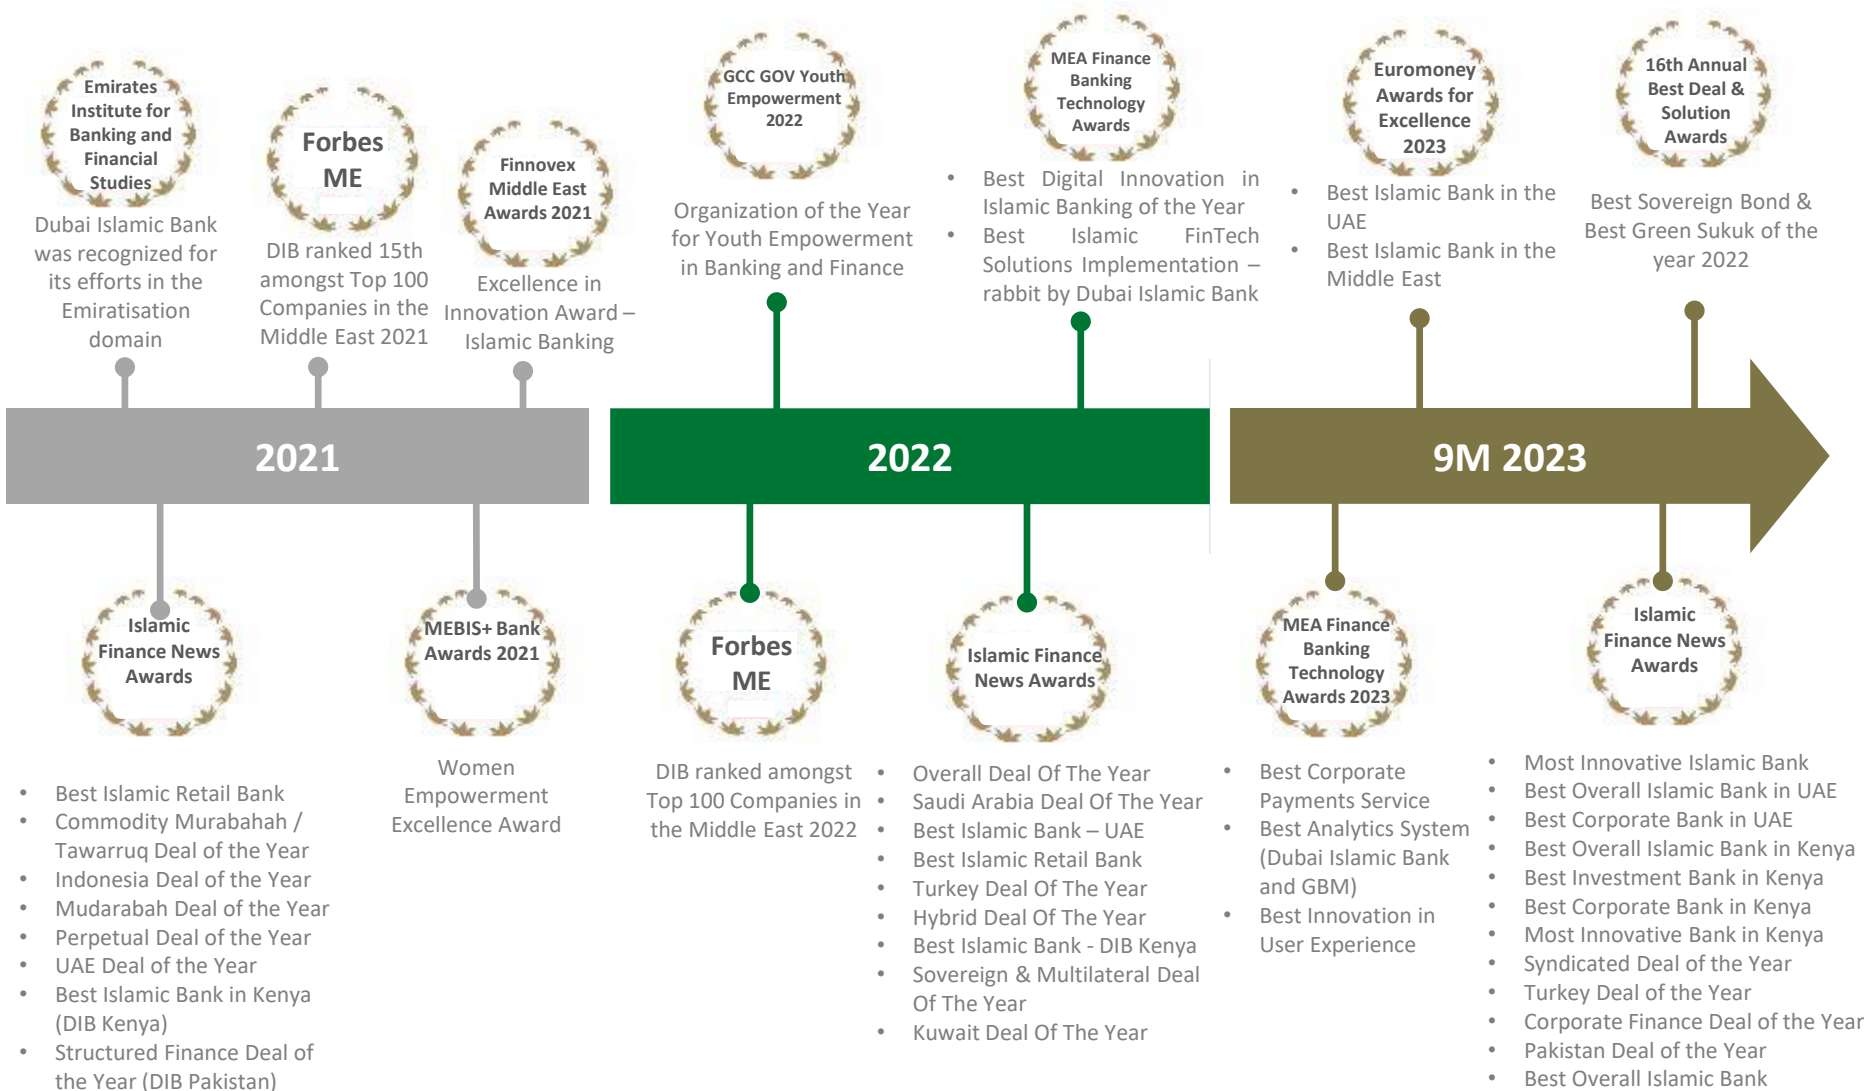 Emirates
Institute for
Banking and
Financial
Studies
Dubai Islamic Bank
was recognized for
its efforts in the
Emiratisation
domain
Forbes
ME
DIB ranked 15th
amongst Top 100
Companies in the
Middle East 2021
Finnovex
Middle East
Awards 2021
Excellence in
Innovation Award –
Islamic Banking
GCC GOV Youth
Empowerment
2022
Organization of the Year
for Youth Empowerment
in Banking and Finance
MEA Finance
Banking
Technology
Awards
• Best Digital Innovation in
Islamic Banking of the Year
• Best Islamic FinTech
Solutions Implementation –
rabbit by Dubai Islamic Bank
Euromoney
Awards for
Excellence
2023
• Best Islamic Bank in the
UAE
• Best Islamic Bank in the
Middle East
16th Annual
Best Deal &
Solution
Awards
Best Sovereign Bond &
Best Green Sukuk of the
year 2022
2021
2022
9M 2023
Islamic
Finance News
Awards
• Best Islamic Retail Bank
• Commodity Murabahah /
Tawarruq Deal of the Year
• Indonesia Deal of the Year
• Mudarabah Deal of the Year
• Perpetual Deal of the Year
• UAE Deal of the Year
• Best Islamic Bank in Kenya
(DIB Kenya)
• Structured Finance Deal of
the Year (DIB Pakistan)
MEBIS+ Bank
Awards 2021
Women
Empowerment
Excellence Award
Forbes
ME
DIB ranked amongst
Top 100 Companies in
the Middle East 2022
Islamic Finance
News Awards
• Overall Deal Of The Year
• Saudi Arabia Deal Of The Year
• Best Islamic Bank – UAE
• Best Islamic Retail Bank
• Turkey Deal Of The Year
• Hybrid Deal Of The Year
• Best Islamic Bank - DIB Kenya
• Sovereign & Multilateral Deal
Of The Year
• Kuwait Deal Of The Year
MEA Finance
Banking
Technology
Awards 2023
• Best Corporate
Payments Service
• Best Analytics System
(Dubai Islamic Bank
and GBM)
• Best Innovation in
User Experience
Islamic
Finance News
Awards
• Most Innovative Islamic Bank
• Best Overall Islamic Bank in UAE
• Best Corporate Bank in UAE
• Best Overall Islamic Bank in Kenya
• Best Investment Bank in Kenya
• Best Corporate Bank in Kenya
• Most Innovative Bank in Kenya
• Syndicated Deal of the Year
• Turkey Deal of the Year
• Corporate Finance Deal of the Year
• Pakistan Deal of the Year
• Best Overall Islamic Bank